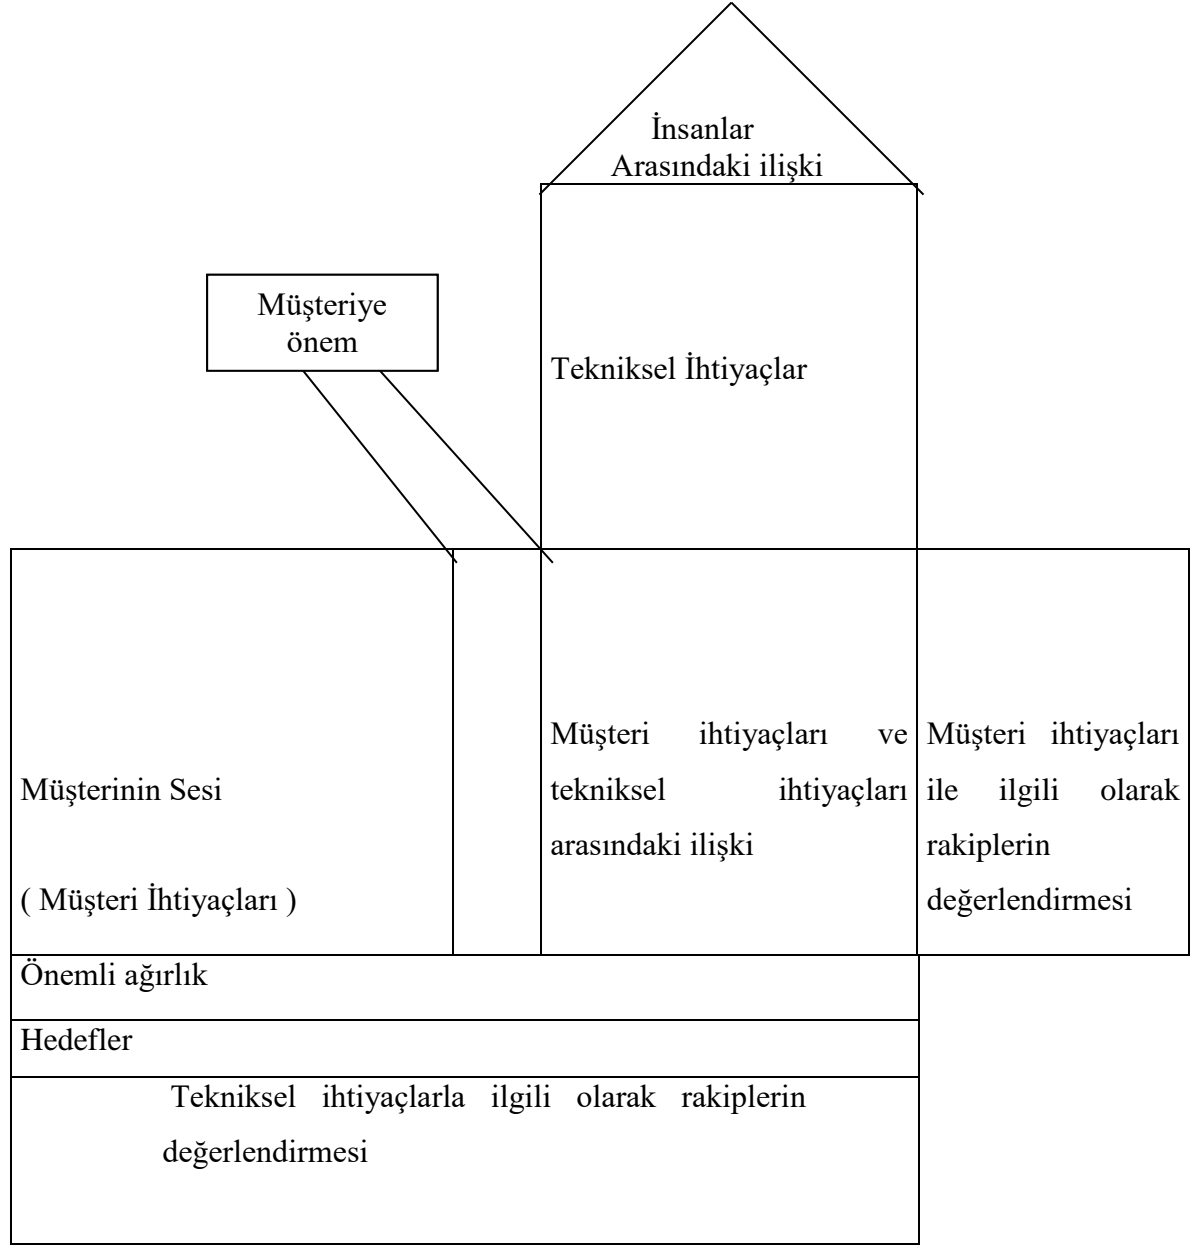 İnsanlar
Arasındaki ilişki
Müşteriye
önem
Tekniksel İhtiyaçlar
Müşterinin Sesi
( Müşteri İhtiyaçları )
Müşteri ihtiyaçları ve
tekniksel ihtiyaçları
arasındaki ilişki
Müşteri ihtiyaçları
ile ilgili olarak
rakiplerin
değerlendirmesi
Önemli ağırlık
Hedefler
Tekniksel ihtiyaçlarla ilgili olarak rakiplerin
değerlendirmesi